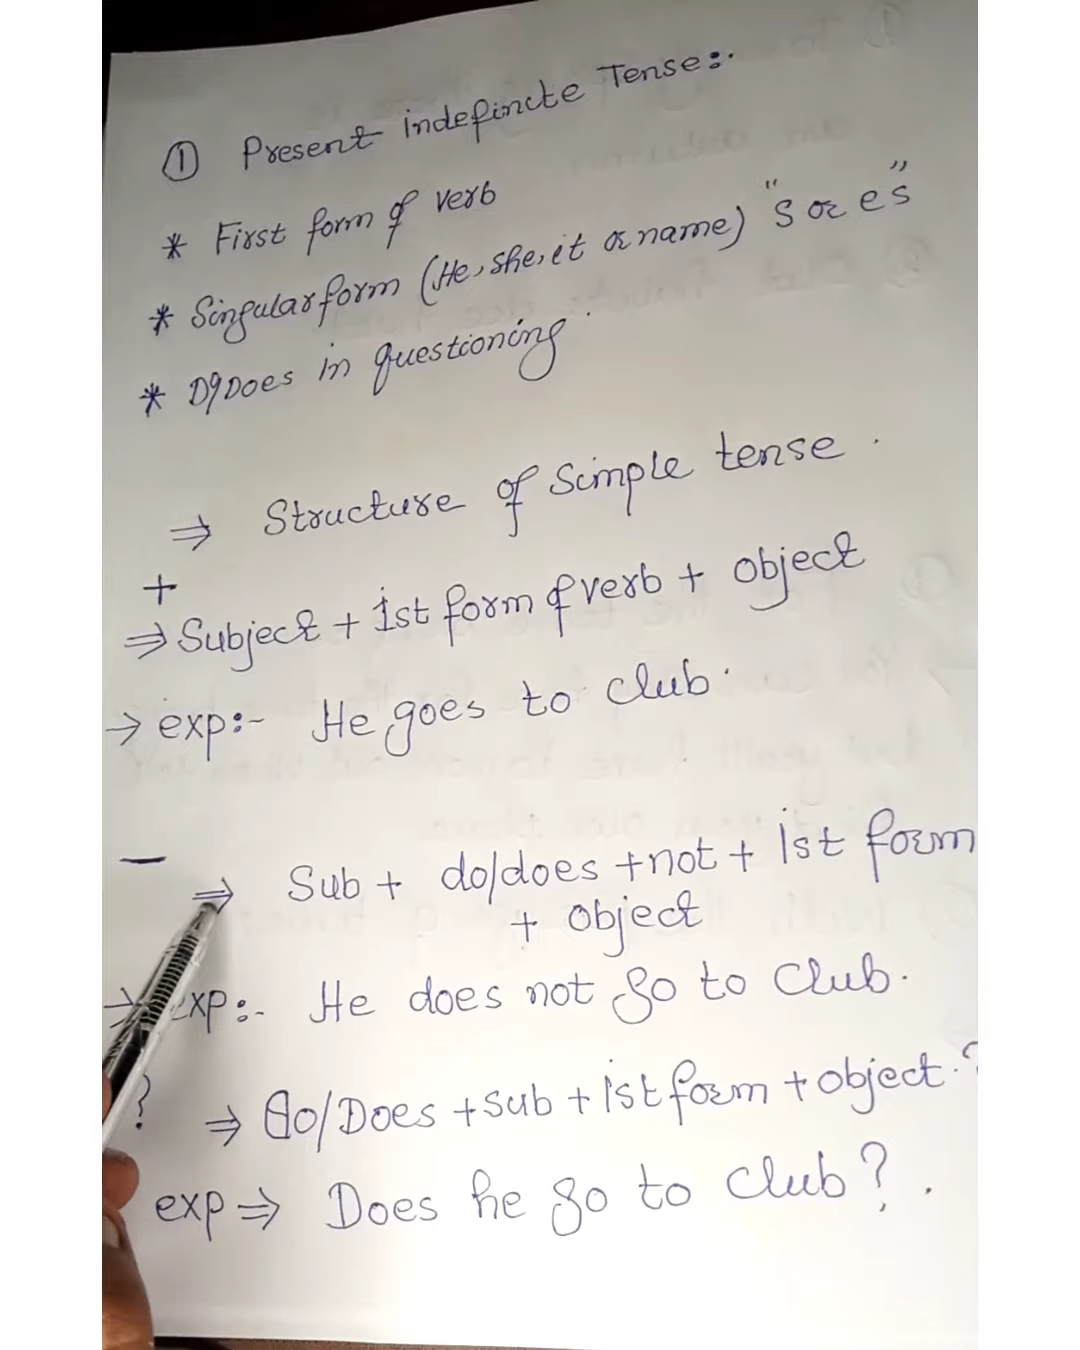 ① Present indefinite Tense:-
* First form of verb
* Singular form (He, she, it or name) "s or es"
* Do/Does in questioning
⇒ Structure of Simple tense.
+
⇒ Subject + 1st form of verb + object
→ exp:- He goes to club.
—
⇒ Sub + do/does + not + 1st form
+ object
→ exp:- He does not go to club.
?
⇒ Do/Does + sub + 1st form + object.?
exp ⇒ Does he go to club?.